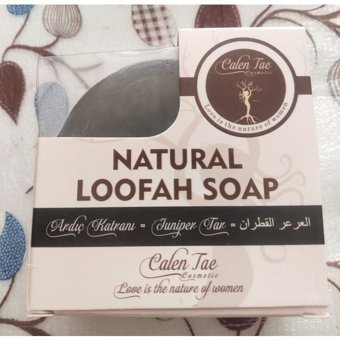 Calen Tae
Cosmetic
Love is the nature of women
NATURAL
LOOFAH SOAP
Ardıç Katranı = Juniper Tar = العرعر القطران
Calen Tae
Cosmetic
Love is the nature of women